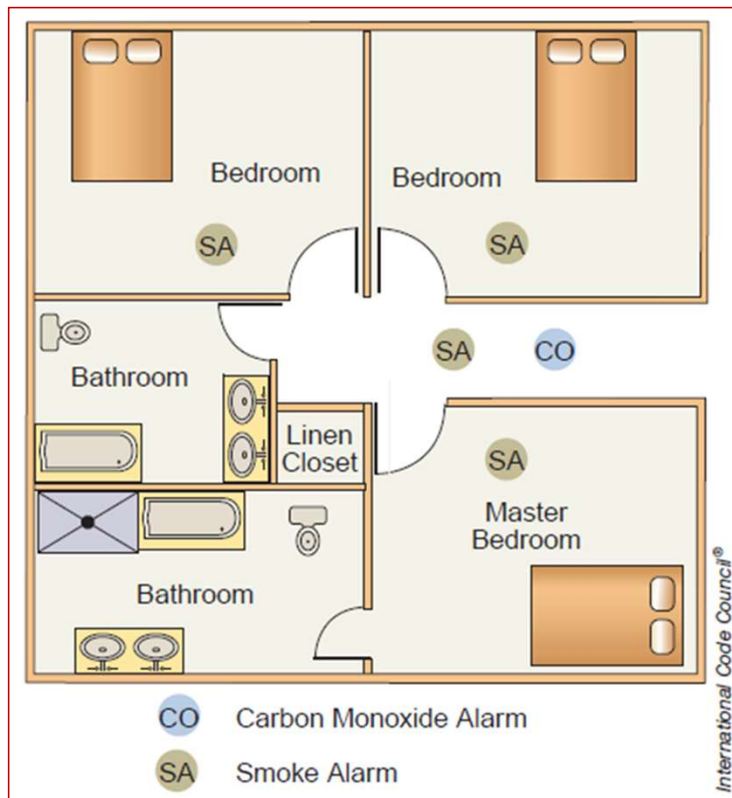 Bedroom
Bedroom
SA
SA
SA
CO
Bathroom
Linen
Closet
SA
Master
Bedroom
Bathroom
International Code Council®
CO Carbon Monoxide Alarm
SA Smoke Alarm